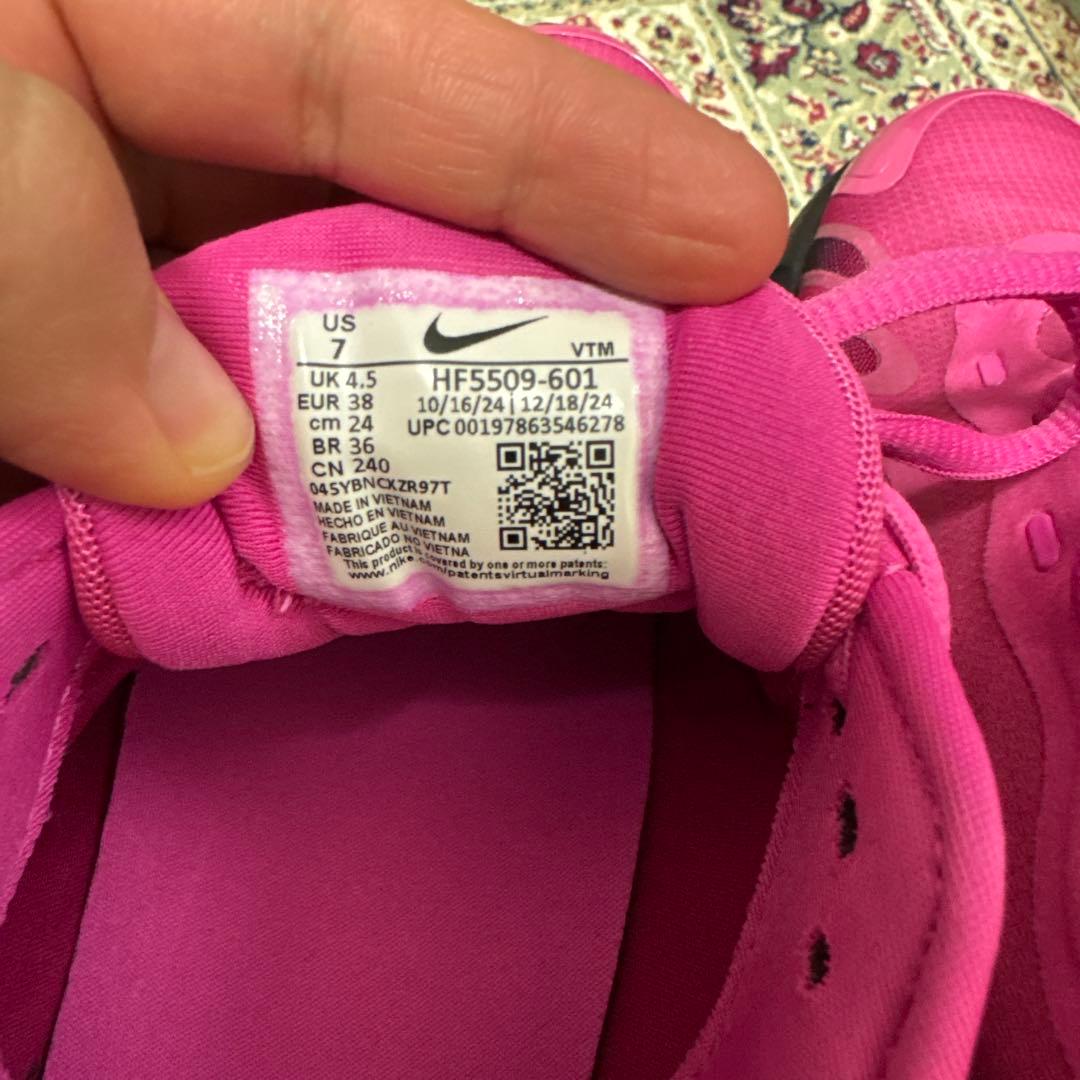 US
7
VTM
UK 4.5
EUR 38
cm 24
BR 36
CN 240
HF5509-601
10/16/24 | 12/18/24
UPC 00197863546278
045YBNCXZR97T
MADE IN VIETNAM
HECHO EN VIETNAM
FABRIQUE AU VIETNAM
FABRICADO NO VIETNA
This product is covered by one or more patents:
www.nike.com/patentsvirtualmarking